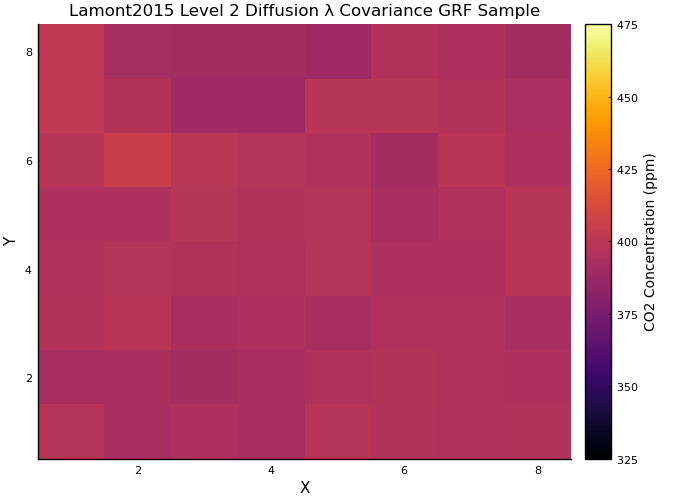 Lamont2015 Level 2 Diffusion λ Covariance GRF Sample
8
6
4
2
Y
2 4 6 8
X
475
450
425
400
375
350
325
CO2 Concentration (ppm)